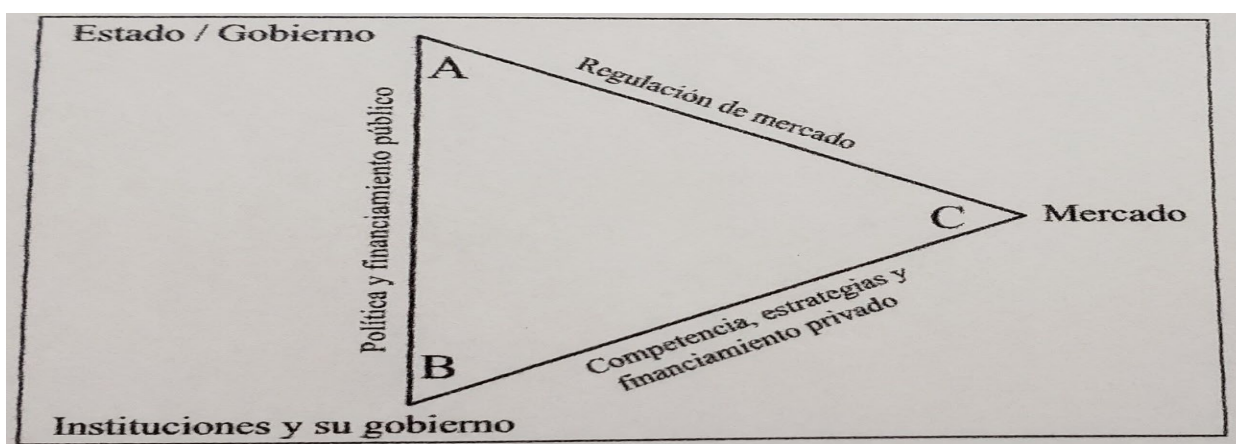 Estado / Gobierno
A
Regulación de mercado
Política y financiamiento público
C
Mercado
B
Competencia, estrategias y
financiamiento privado
Instituciones y su gobierno